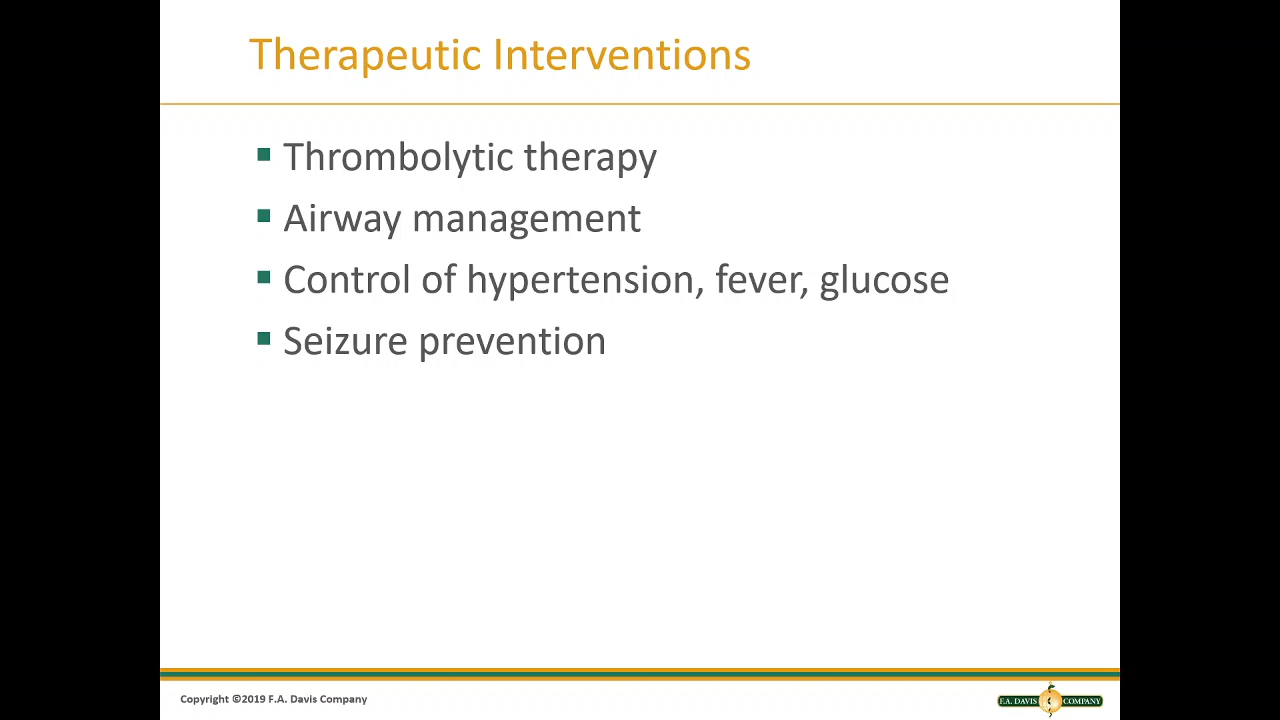 Therapeutic Interventions
Thrombolytic therapy
Airway management
Control of hypertension, fever, glucose
Seizure prevention
Copyright ©2019 F.A. Davis Company
F.A. DAVIS COMPANY